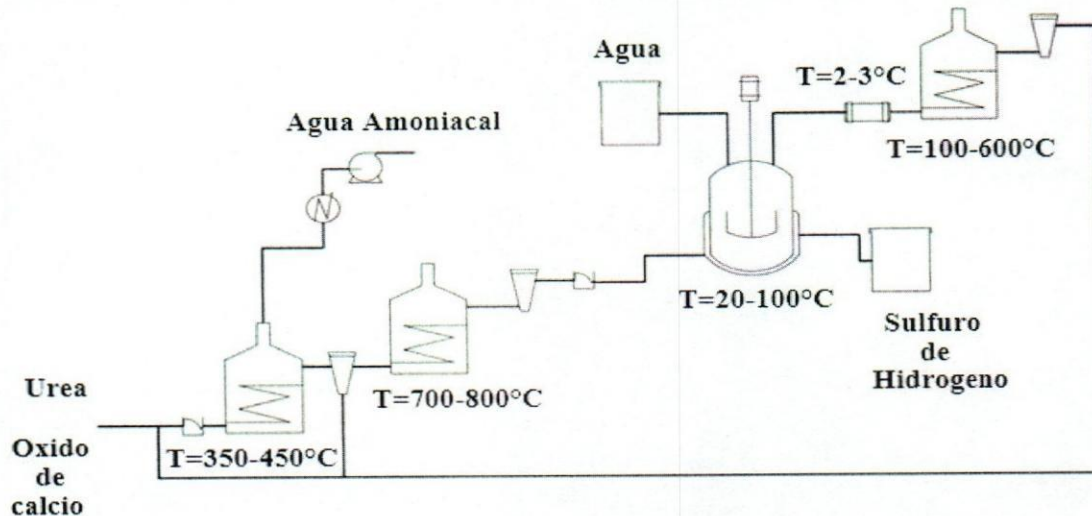 Agua
T=2-3°C
Agua Amoniacal
T=100-600°C
T=20-100°C
Sulfuro
de
Hidrogeno
Urea
T=700-800°C
Oxido
de
calcio
T=350-450°C